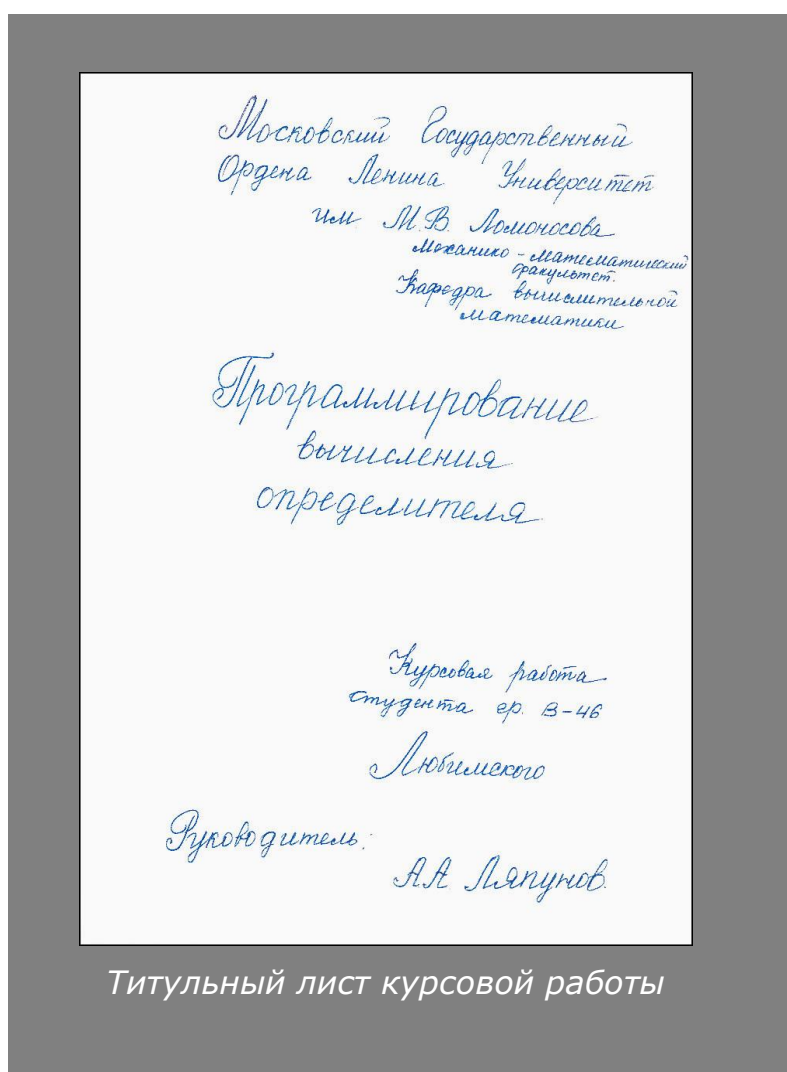 Московский Государственный
Ордена Ленина Университет
им. М.В. Ломоносова
Механико-математический
факультет.
Кафедра вычислительной
математики
Программирование
вычисления
определителя.
Курсовая работа
студента гр. В-46
Любимского
Руководитель:
А.А. Ляпунов.
Титульный лист курсовой работы